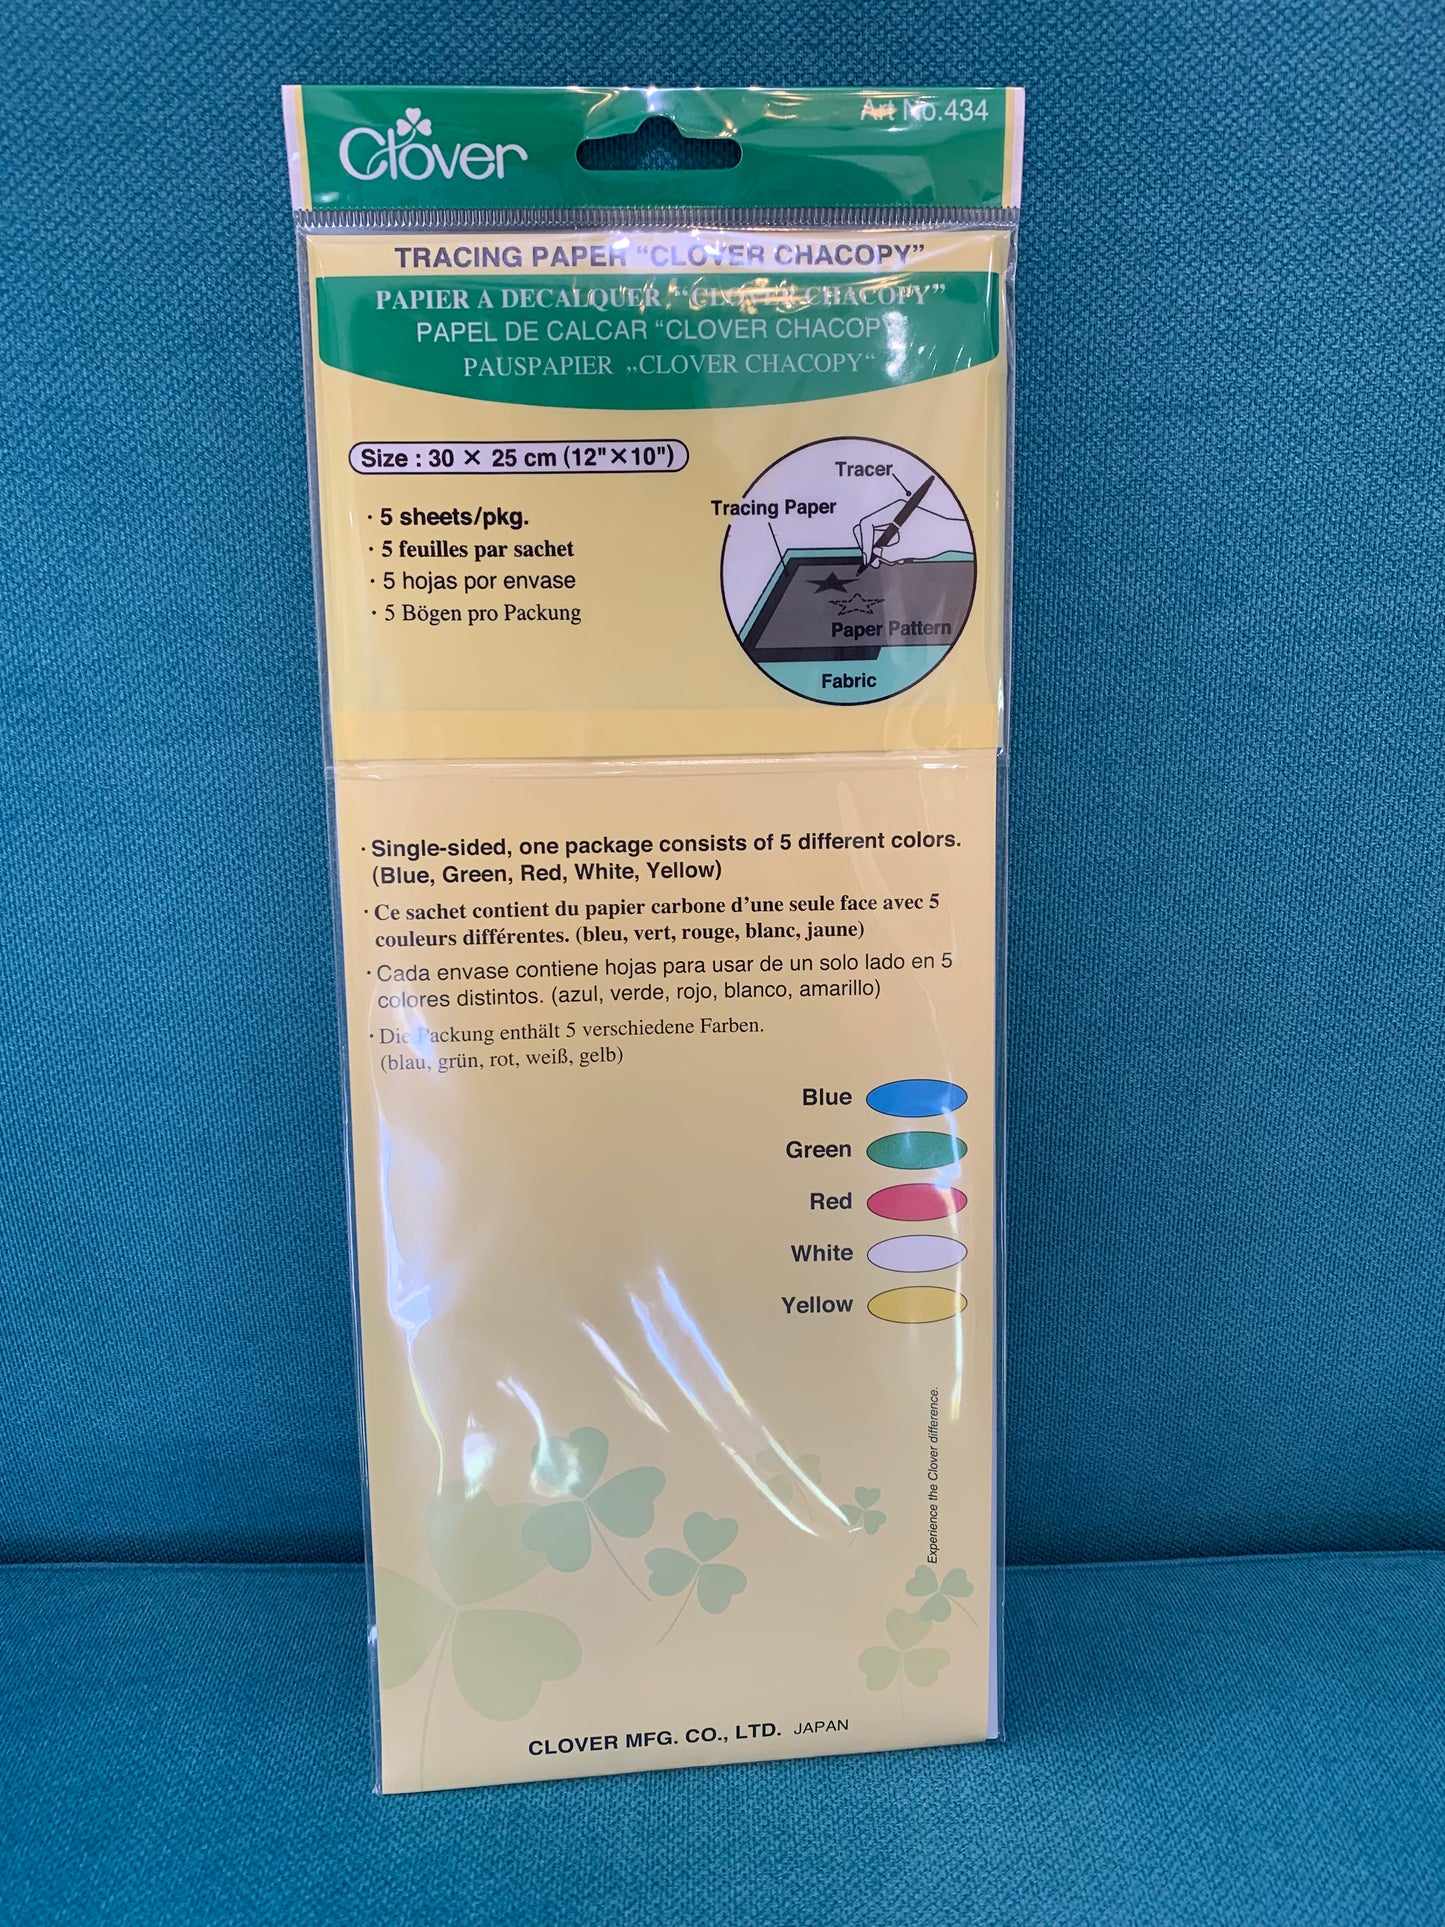 Clover
Art No.434
TRACING PAPER “CLOVER CHACOPY”
PAPIER A DECALQUER “CLOVER CHACOPY”
PAPEL DE CALCAR “CLOVER CHACOPY
PAUSPAPIER „CLOVER CHACOPY“
Size : 30 × 25 cm (12"×10")
· 5 sheets/pkg.
· 5 feuilles par sachet
· 5 hojas por envase
· 5 Bögen pro Packung
Tracer
Tracing Paper
Paper Pattern
Fabric
· Single-sided, one package consists of 5 different colors.
(Blue, Green, Red, White, Yellow)
· Ce sachet contient du papier carbone d’une seule face avec 5
couleurs différentes. (bleu, vert, rouge, blanc, jaune)
· Cada envase contiene hojas para usar de un solo lado en 5
colores distintos. (azul, verde, rojo, blanco, amarillo)
· Die Packung enthält 5 verschiedene Farben.
(blau, grün, rot, weiß, gelb)
Blue
Green
Red
White
Yellow
Experience the Clover difference.
CLOVER MFG. CO., LTD. JAPAN